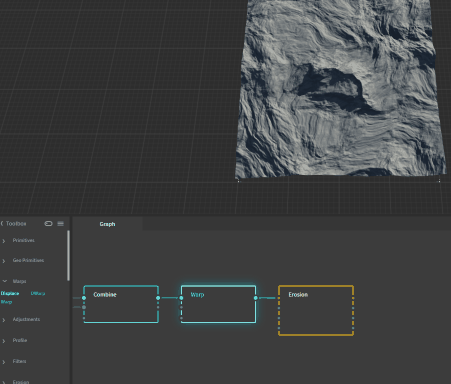 Toolbox
Graph
Primitives
Geo Primitives
Warps
Displace UWarp
Warp
Adjustments
Profile
Filters
Erosion
Combine
Warp
Erosion